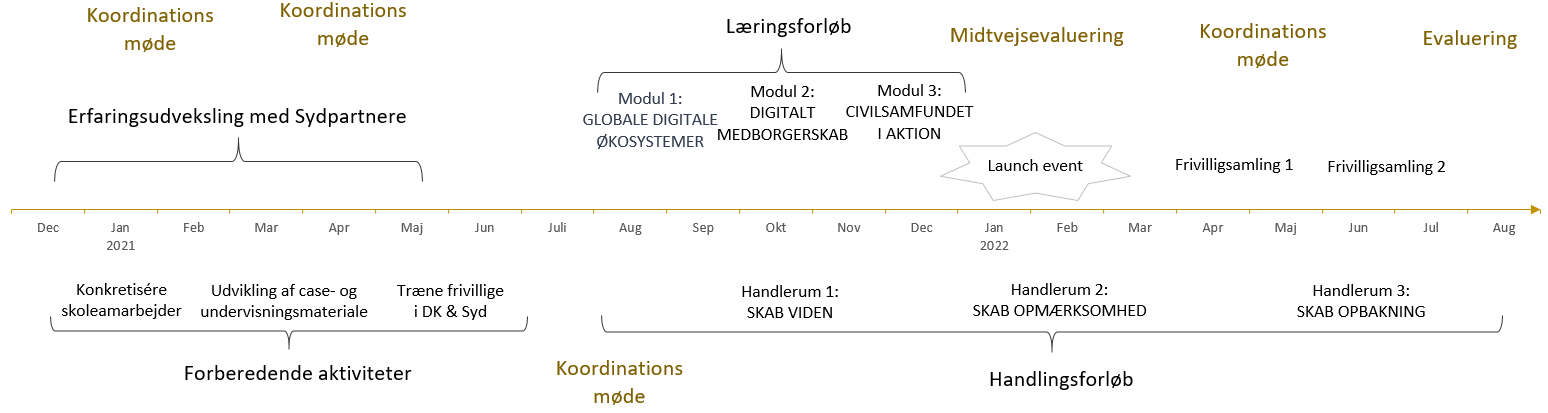 Koordinations
møde
Koordinations
møde
Læringsforløb
Midtvejsevaluering
Koordinations
møde
Evaluering
Erfaringsudveksling med Sydpartnere
Modul 1:
GLOBALE DIGITALE
ØKOSYSTEMER
Modul 2:
DIGITALT
MEDBORGERSKAB
Modul 3:
CIVILSAMFUNDET
I AKTION
Launch event
Frivilligsamling 1
Frivilligsamling 2
Dec
Jan
2021
Feb
Mar
Apr
Maj
Jun
Juli
Aug
Sep
Okt
Nov
Dec
Jan
2022
Feb
Mar
Apr
Maj
Jun
Jul
Aug
Konkretisére
skoleamarbejder
Udvikling af case- og
undervisningsmateriale
Træne frivillige
i DK & Syd
Handlerum 1:
SKAB VIDEN
Handlerum 2:
SKAB OPMÆRKSOMHED
Handlerum 3:
SKAB OPBAKNING
Forberedende aktiviteter
Koordinations
møde
Handlingsforløb